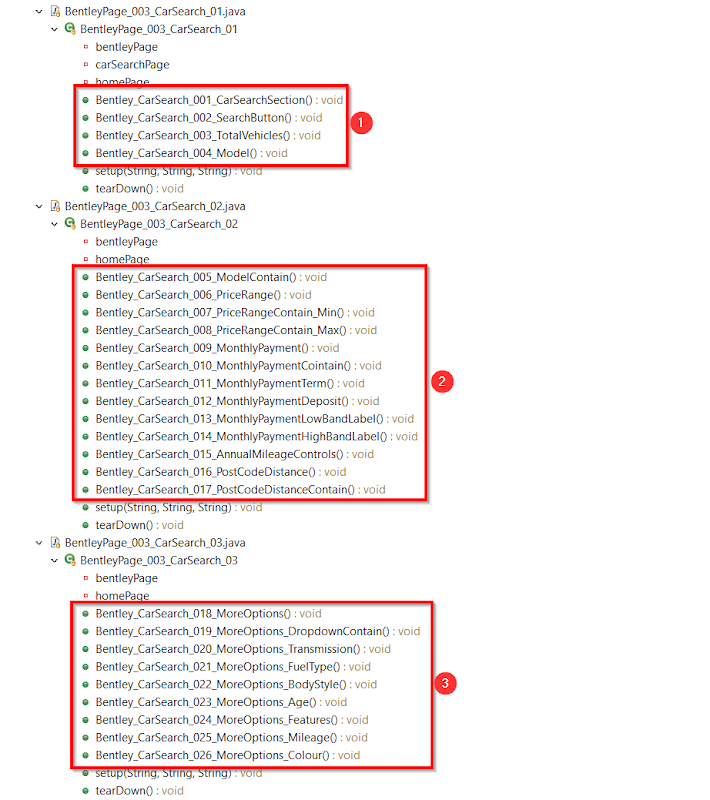 BentleyPage_003_CarSearch_01.java
BentleyPage_003_CarSearch_01
bentleyPage
carSearchPage
homePage
Bentley_CarSearch_001_CarSearchSection() : void
Bentley_CarSearch_002_SearchButton() : void
Bentley_CarSearch_003_TotalVehicles() : void
1
Bentley_CarSearch_004_Model() : void
setup(String, String, String) : void
tearDown() : void
BentleyPage_003_CarSearch_02.java
BentleyPage_003_CarSearch_02
bentleyPage
homePage
Bentley_CarSearch_005_ModelContain() : void
Bentley_CarSearch_006_PriceRange() : void
Bentley_CarSearch_007_PriceRangeContain_Min() : void
Bentley_CarSearch_008_PriceRangeContain_Max() : void
Bentley_CarSearch_009_MonthlyPayment() : void
Bentley_CarSearch_010_MonthlyPaymentCointain() : void
Bentley_CarSearch_011_MonthlyPaymentTerm() : void
2
Bentley_CarSearch_012_MonthlyPaymentDeposit() : void
Bentley_CarSearch_013_MonthlyPaymentLowBandLabel() : void
Bentley_CarSearch_014_MonthlyPaymentHighBandLabel() : void
Bentley_CarSearch_015_AnnualMileageControls() : void
Bentley_CarSearch_016_PostCodeDistance() : void
Bentley_CarSearch_017_PostCodeDistanceContain() : void
setup(String, String, String) : void
tearDown() : void
BentleyPage_003_CarSearch_03.java
BentleyPage_003_CarSearch_03
bentleyPage
homePage
Bentley_CarSearch_018_MoreOptions() : void
Bentley_CarSearch_019_MoreOptions_DropdownContain() : void
Bentley_CarSearch_020_MoreOptions_Transmission() : void
Bentley_CarSearch_021_MoreOptions_FuelType() : void
Bentley_CarSearch_022_MoreOptions_BodyStyle() : void
3
Bentley_CarSearch_023_MoreOptions_Age() : void
Bentley_CarSearch_024_MoreOptions_Features() : void
Bentley_CarSearch_025_MoreOptions_Mileage() : void
Bentley_CarSearch_026_MoreOptions_Colour() : void
setup(String, String, String) : void
tearDown() : void